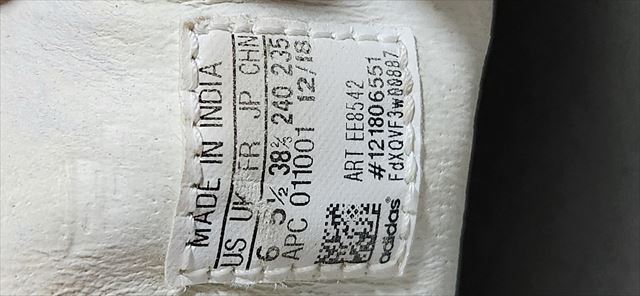 MADE IN INDIA
US UK FR JP CHN
6 5½ 38⅔ 240 235
APC 011001 12/18
ART EE8542
#121806551
FdXQVF3w008B7
adidas